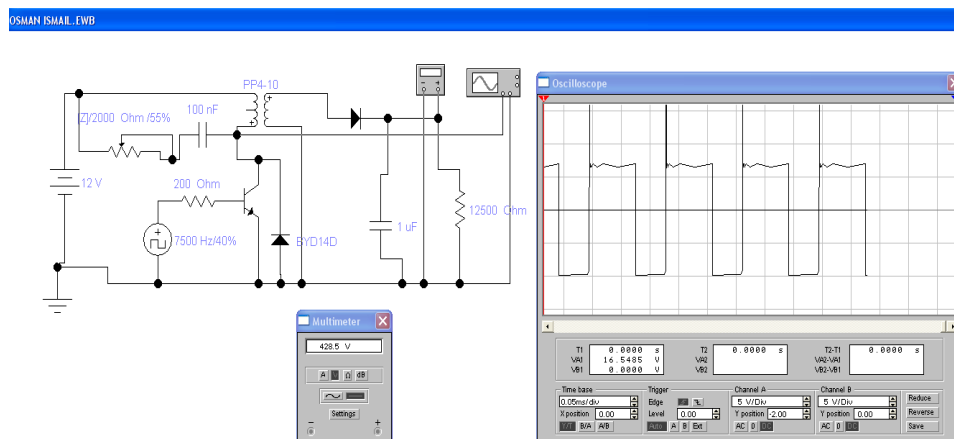 OSMAN ISMAIL.EWB
PP4-10
100 nF
[Z]/2000 Ohm /55%
12 V
200 Ohm
7500 Hz/40%
BYD14D
1 uF
12500 Ohm
Multimeter
428.5 V
A V Ω dB
Settings
Oscilloscope
T1 0.0000 s
VA1 16.5485 V
VB1 0.0000 V
T2 0.0000 s
VA2
VB2
T2-T1 0.0000 s
VA2-VA1
VB2-VB1
Time base
0.05ms/div
X position 0.00
Y/T B/A A/B
Trigger
Edge
Level 0.00
Auto A B Ext
Channel A
5 V/Div
Y position -2.00
AC 0 DC
Channel B
5 V/Div
Y position 0.00
AC 0 DC
Reduce
Reverse
Save